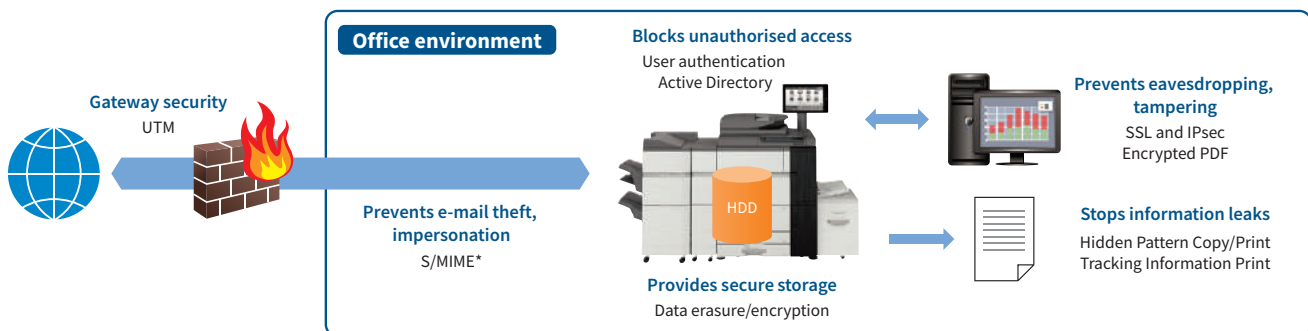 Office environment
Gateway security
UTM
Prevents e-mail theft,
impersonation
S/MIME*
Blocks unauthorised access
User authentication
Active Directory
HDD
Provides secure storage
Data erasure/encryption
Prevents eavesdropping,
tampering
SSL and IPsec
Encrypted PDF
Stops information leaks
Hidden Pattern Copy/Print
Tracking Information Print